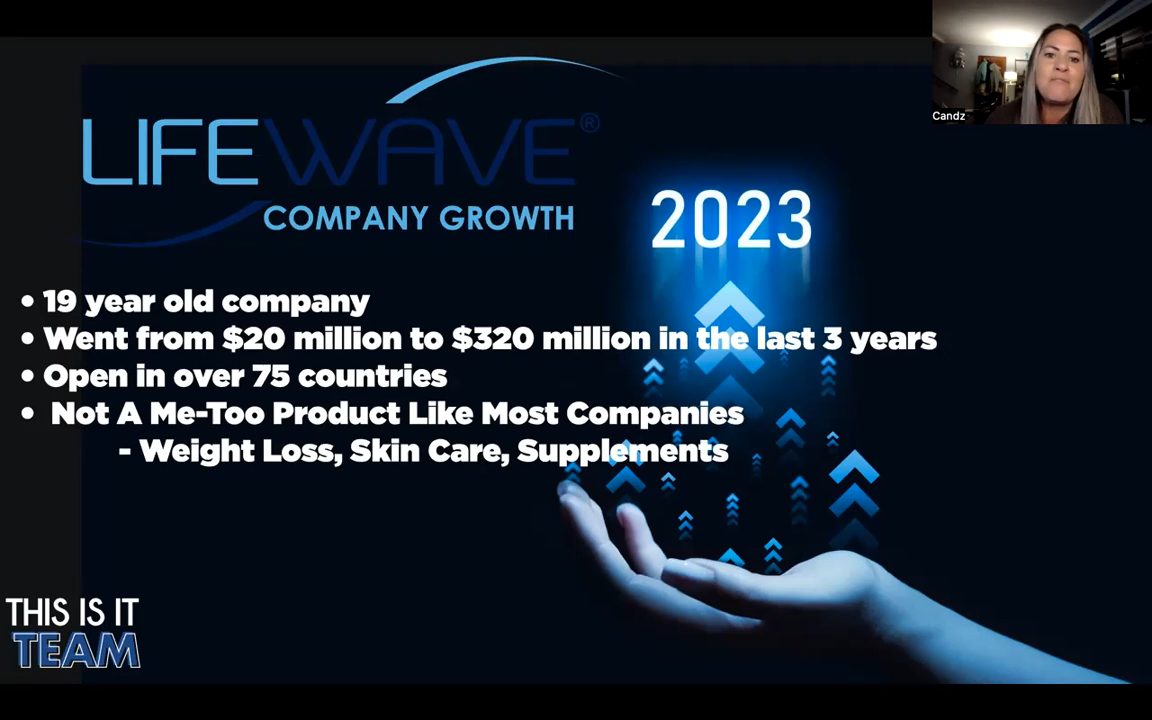 Candz
LIFEWAVE®
COMPANY GROWTH
2023
• 19 year old company
• Went from $20 million to $320 million in the last 3 years
• Open in over 75 countries
• Not A Me-Too Product Like Most Companies
- Weight Loss, Skin Care, Supplements
THIS IS IT
TEAM